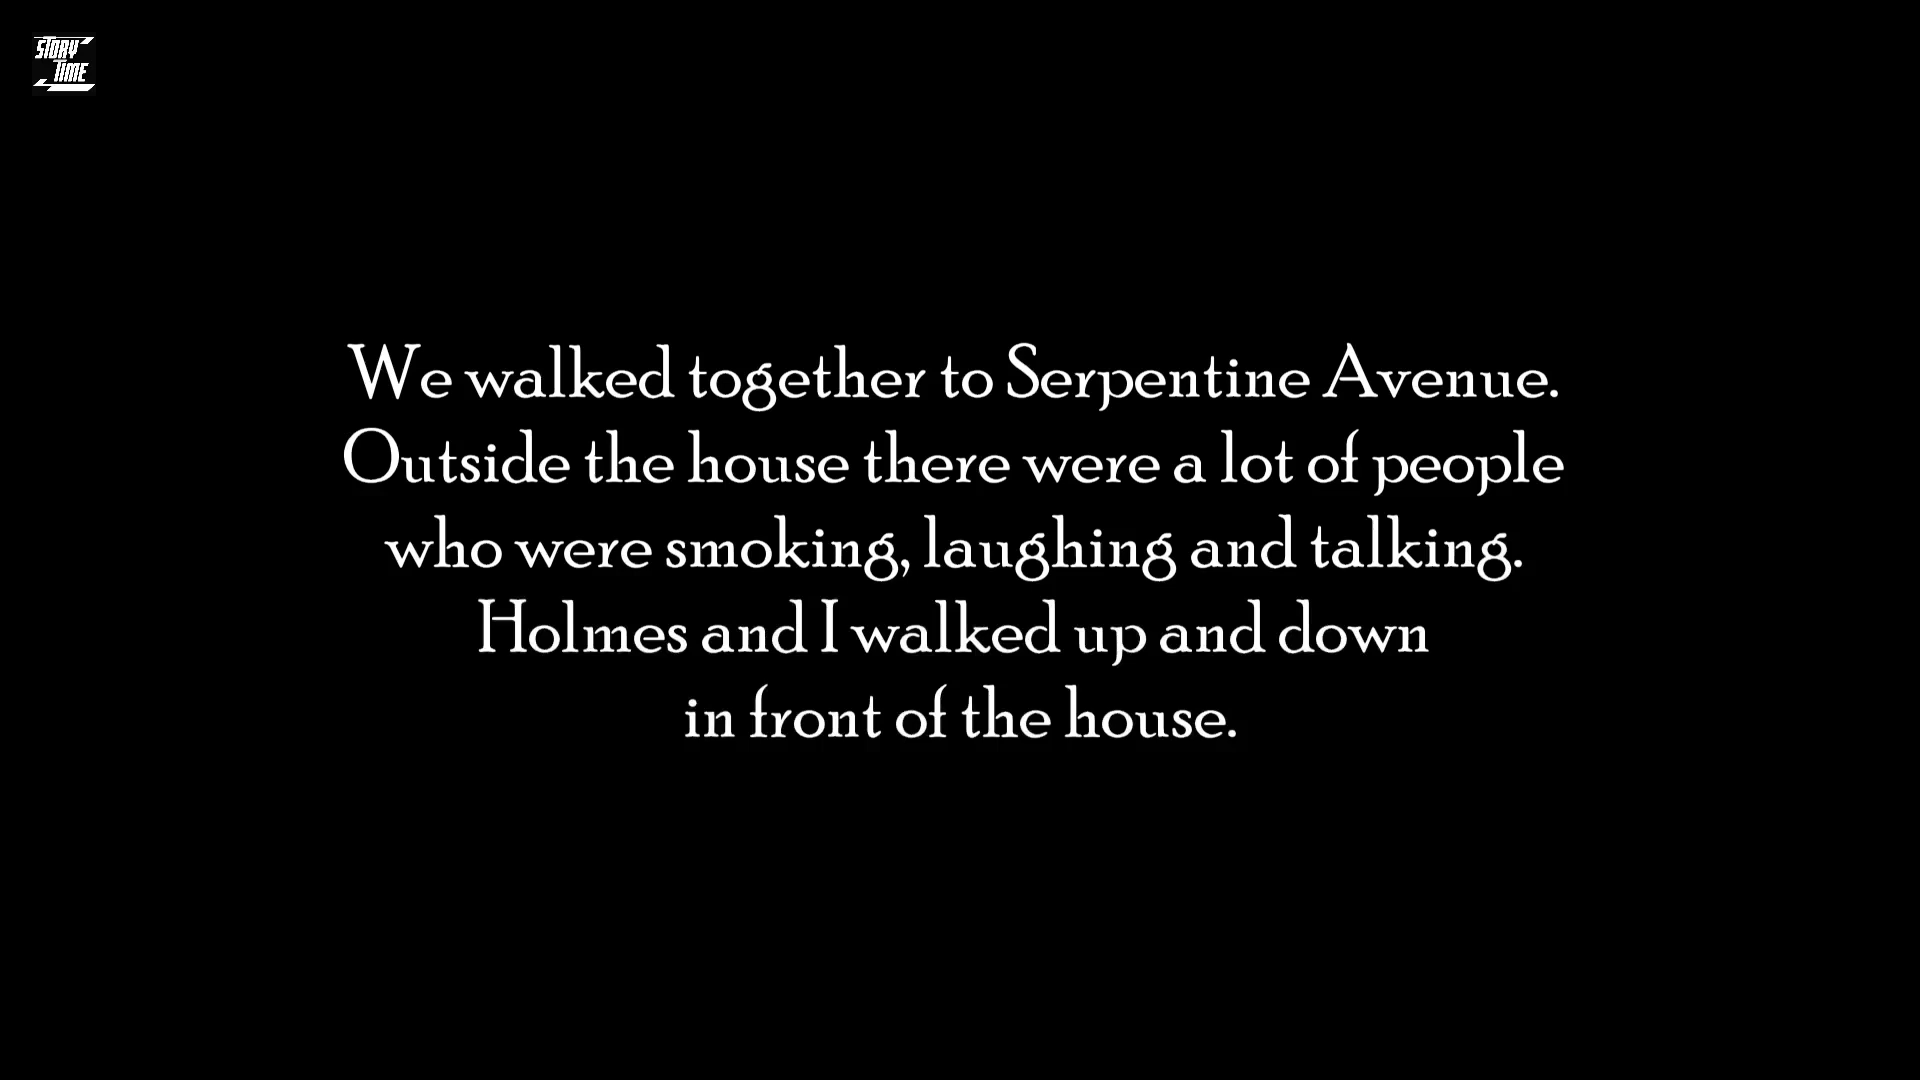 STORY
TIME
We walked together to Serpentine Avenue.
Outside the house there were a lot of people
who were smoking, laughing and talking.
Holmes and I walked up and down
in front of the house.